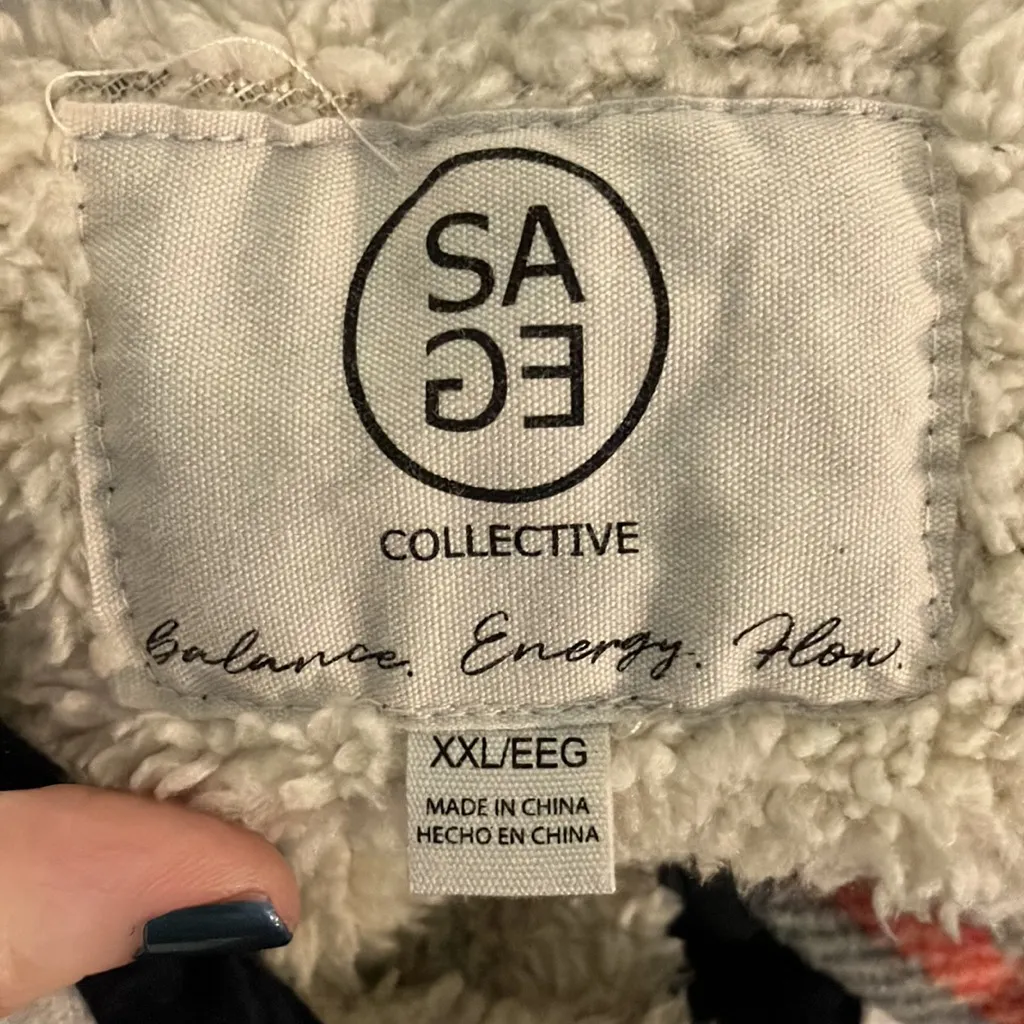 SA
GE
COLLECTIVE
Balance. Energy. Flow.
XXL/EEG
MADE IN CHINA
HECHO EN CHINA